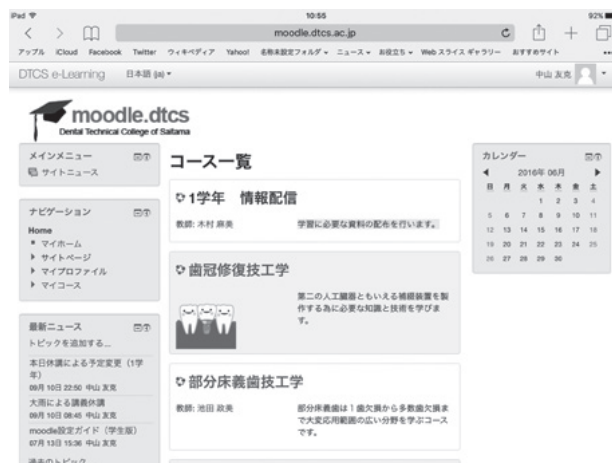 iPad
10:55
92%
moodle.dtcs.ac.jp
アップル iCloud Facebook Twitter ウィキペディア Yahoo! 名称未設定フォルダ ニュース お役立ち Web スライス ギャラリー おすすめサイト
DTCS e-Learning 日本語 (ja) 中山 友克
moodle.dtcs
Dental Technical College of Saitama
メインメニュー
サイトニュース
ナビゲーション
Home
マイホーム
サイトページ
マイプロファイル
マイコース
最新ニュース
トピックを追加する...
本日休講による予定変更（1学
年）
09月 10日 22:50 中山 友克
大雨による講義休講
09月 10日 08:45 中山 友克
moodle設定ガイド（学生版）
07月 13日 15:36 中山 友克
過去のトピック
コース一覧
1学年 情報配信
教師: 木村 麻美 学習に必要な資料の配布を行います。
歯冠修復技工学
第二の人工臓器ともいえる補綴装置を製
作する為に必要な知識と技術を学びま
す。
部分床義歯技工学
教師: 池田 政美 部分床義歯は１歯欠損から多数歯欠損ま
で大変応用範囲の広い分野を学ぶコース
です。
カレンダー
2016年 06月
日 月 火 水 木 金 土
1 2 3 4
5 6 7 8 9 10 11
12 13 14 15 16 17 18
19 20 21 22 23 24 25
26 27 28 29 30